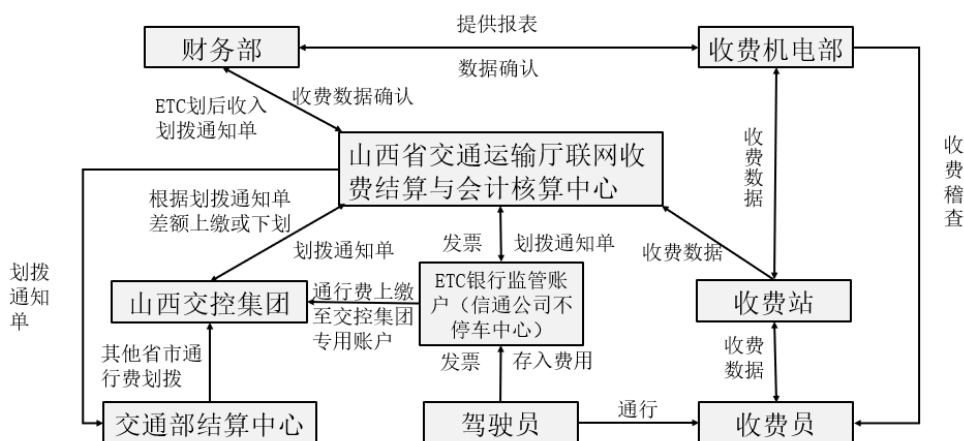 提供报表
财务部
收费机电部
数据确认
ETC划后收入
划拨通知单
收费数据确认
收费数据
收费稽查
山西省交通运输厅联网收
费结算与会计核算中心
根据划拨通知单
差额上缴或下划
划拨通知单
发票
划拨通知单
收费数据
划拨
通知
单
山西交控集团
通行费上缴
至交控集团
专用账户
ETC银行监管账
户（信通公司不
停车中心）
收费站
其他省市通
行费划拨
发票
存入费用
收费
数据
交通部结算中心
驾驶员
通行
收费员